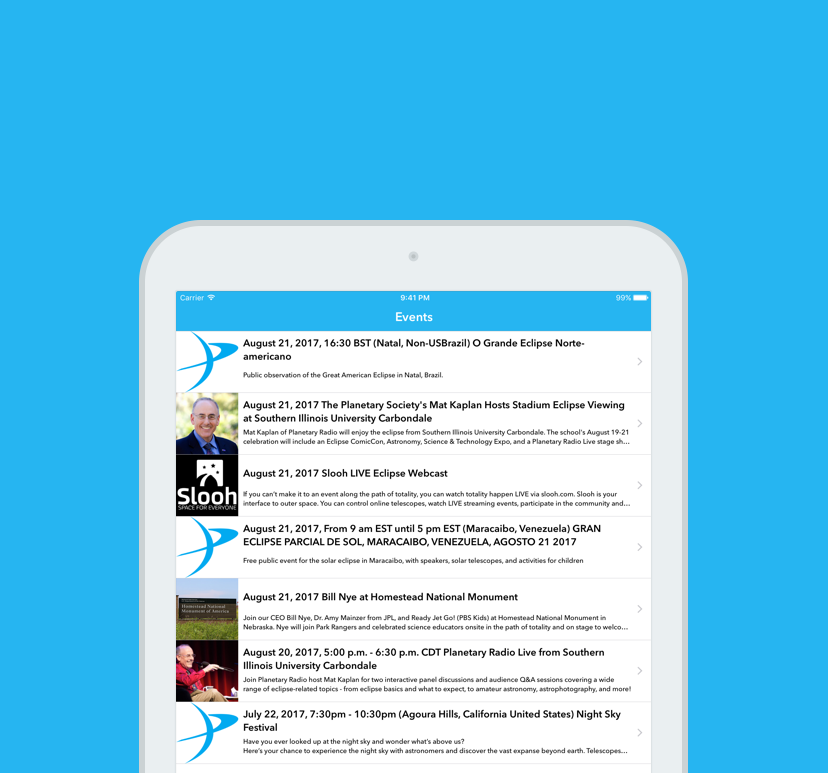 Carrier
9:41 PM
99%
Events
August 21, 2017, 16:30 BST (Natal, Non-USBrazil) O Grande Eclipse Norte-
americano
Public observation of the Great American Eclipse in Natal, Brazil.
August 21, 2017 The Planetary Society's Mat Kaplan Hosts Stadium Eclipse Viewing
at Southern Illinois University Carbondale
Mat Kaplan of Planetary Radio will enjoy the eclipse from Southern Illinois University Carbondale. The school's August 19-21
celebration will include an Eclipse ComicCon, Astronomy, Science & Technology Expo, and a Planetary Radio Live stage sh...
Slooh
SPACE FOR EVERYONE
August 21, 2017 Slooh LIVE Eclipse Webcast
If you can't make it to an event along the path of totality, you can watch totality happen LIVE via slooh.com. Slooh is your
interface to outer space. You can control online telescopes, watch LIVE streaming events, participate in the community and...
August 21, 2017, From 9 am EST until 5 pm EST (Maracaibo, Venezuela) GRAN
ECLIPSE PARCIAL DE SOL, MARACAIBO, VENEZUELA, AGOSTO 21 2017
Free public event for the solar eclipse in Maracaibo, with speakers, solar telescopes, and activities for children
Homestead National
Monument of America
August 21, 2017 Bill Nye at Homestead National Monument
Join our CEO Bill Nye, Dr. Amy Mainzer from JPL, and Ready Jet Go! (PBS Kids) at Homestead National Monument in
Nebraska. Nye will join Park Rangers and celebrated science educators onsite in the path of totality and on stage to welco...
August 20, 2017, 5:00 p.m. - 6:30 p.m. CDT Planetary Radio Live from Southern
Illinois University Carbondale
Join Planetary Radio host Mat Kaplan for two interactive panel discussions and audience Q&A sessions covering a wide
range of eclipse-related topics - from eclipse basics and what to expect, to amateur astronomy, astrophotography, and more!
July 22, 2017, 7:30pm - 10:30pm (Agoura Hills, California United States) Night Sky
Festival
Have you ever looked up at the night sky and wonder what's above us?
Here's your chance to experience the night sky with astronomers and discover the vast expanse beyond earth. Telescopes...